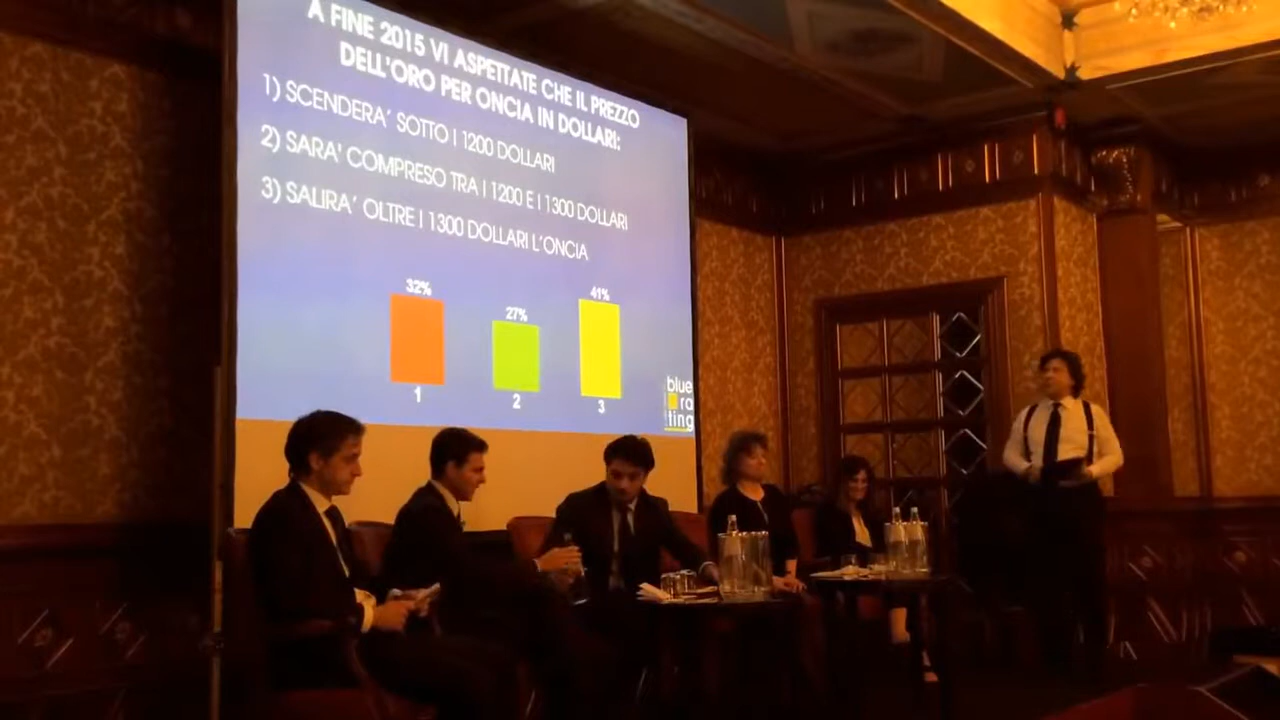 A FINE 2015 VI ASPETTATE CHE IL PREZZO
DELL'ORO PER ONCIA IN DOLLARI:
1) SCENDERA' SOTTO I 1200 DOLLARI
2) SARA' COMPRESO TRA I 1200 E I 1300 DOLLARI
3) SALIRA' OLTRE I 1300 DOLLARI L'ONCIA
32%
27%
41%
1
2
3
blue
ra
ting